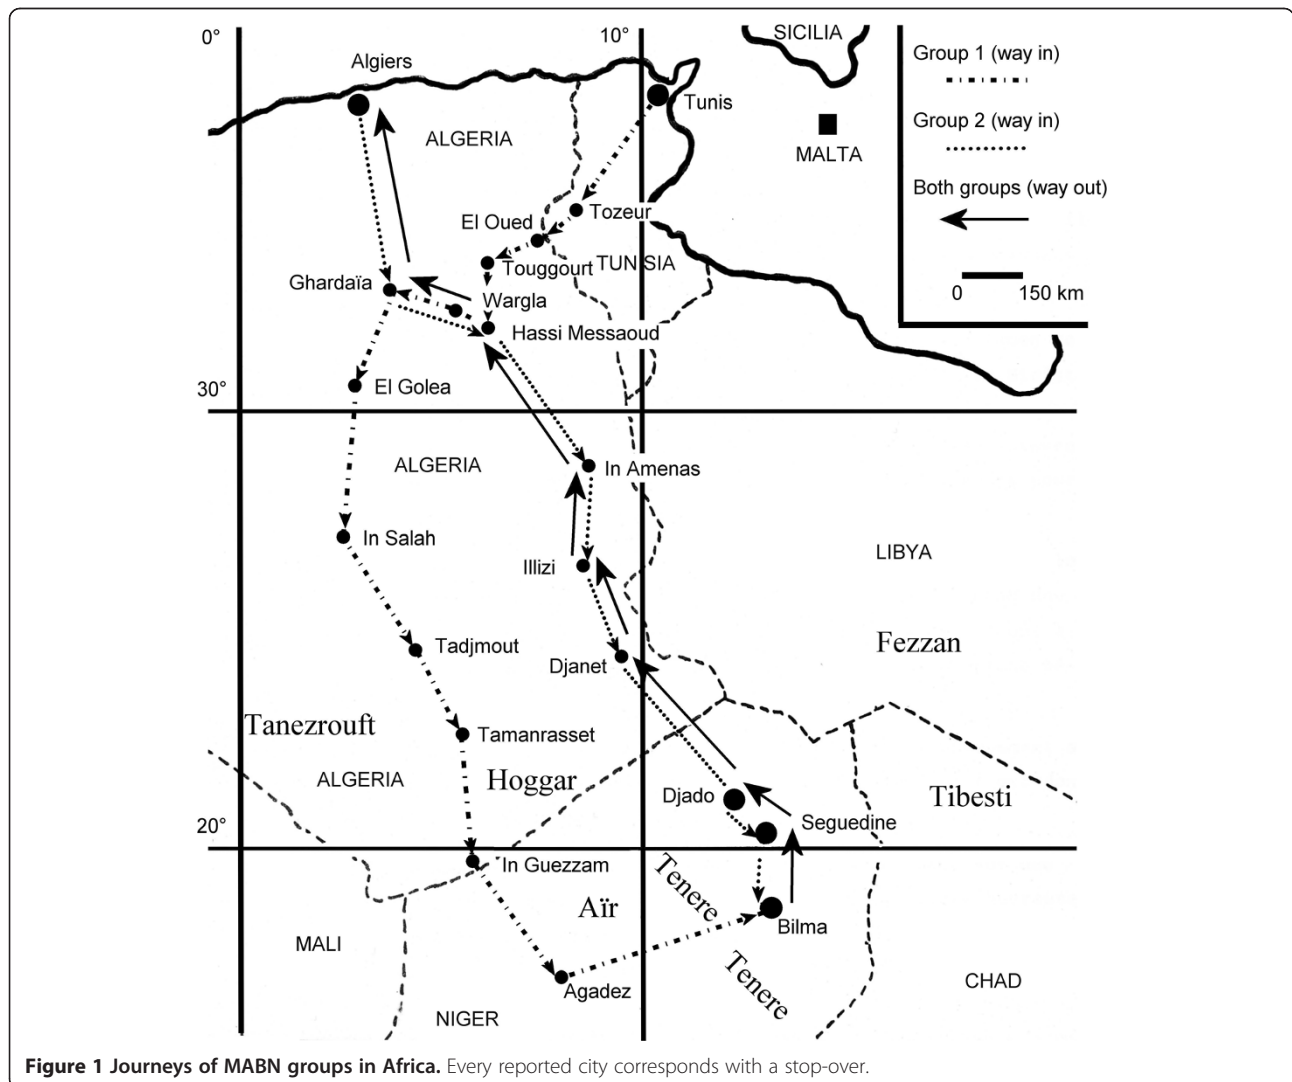 0°
10°
SICILIA
Group 1 (way in)
Algiers
Tunis
Group 2 (way in)
ALGERIA
MALTA
Both groups (way out)
El Oued
Tozeur
Touggourt
TUNISIA
Ghardaïa
Wargla
0 150 km
Hassi Messaoud
El Golea
30°
ALGERIA
In Amenas
In Salah
LIBYA
Illizi
Tadjmout
Fezzan
Djanet
Tanezrouft
Tamanrasset
ALGERIA
Hoggar
Djado
Tibesti
Seguedine
20°
In Guezzam
Tenere
Aïr
Bilma
MALI
Tenere
CHAD
Agadez
NIGER
Figure 1 Journeys of MABN groups in Africa. Every reported city corresponds with a stop-over.